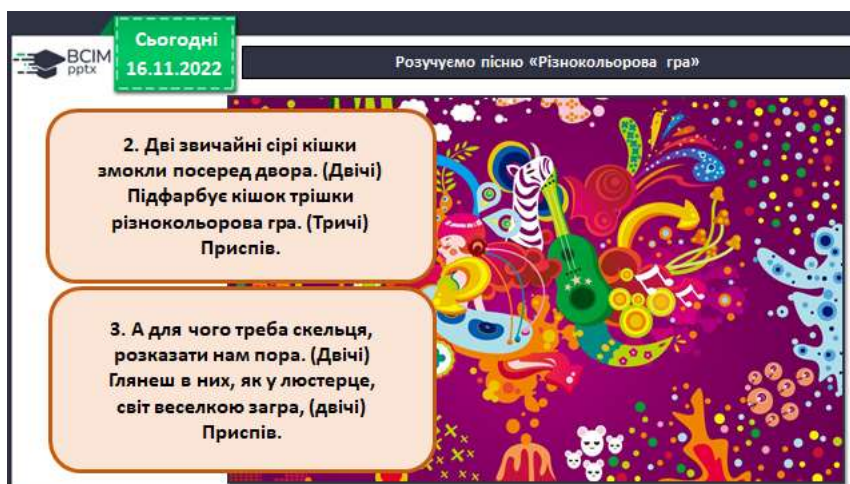 Сьогодні
16.11.2022
ВСІМ
pptx
Розучуємо пісню «Різнокольорова гра»
2. Дві звичайні сірі кішки
змокли посеред двора. (Двічі)
Підфарбує кішок трішки
різнокольорова гра. (Тричі)
Приспів.
3. А для чого треба скельця,
розказати нам пора. (Двічі)
Глянеш в них, як у люстерце,
світ веселкою загра, (двічі)
Приспів.